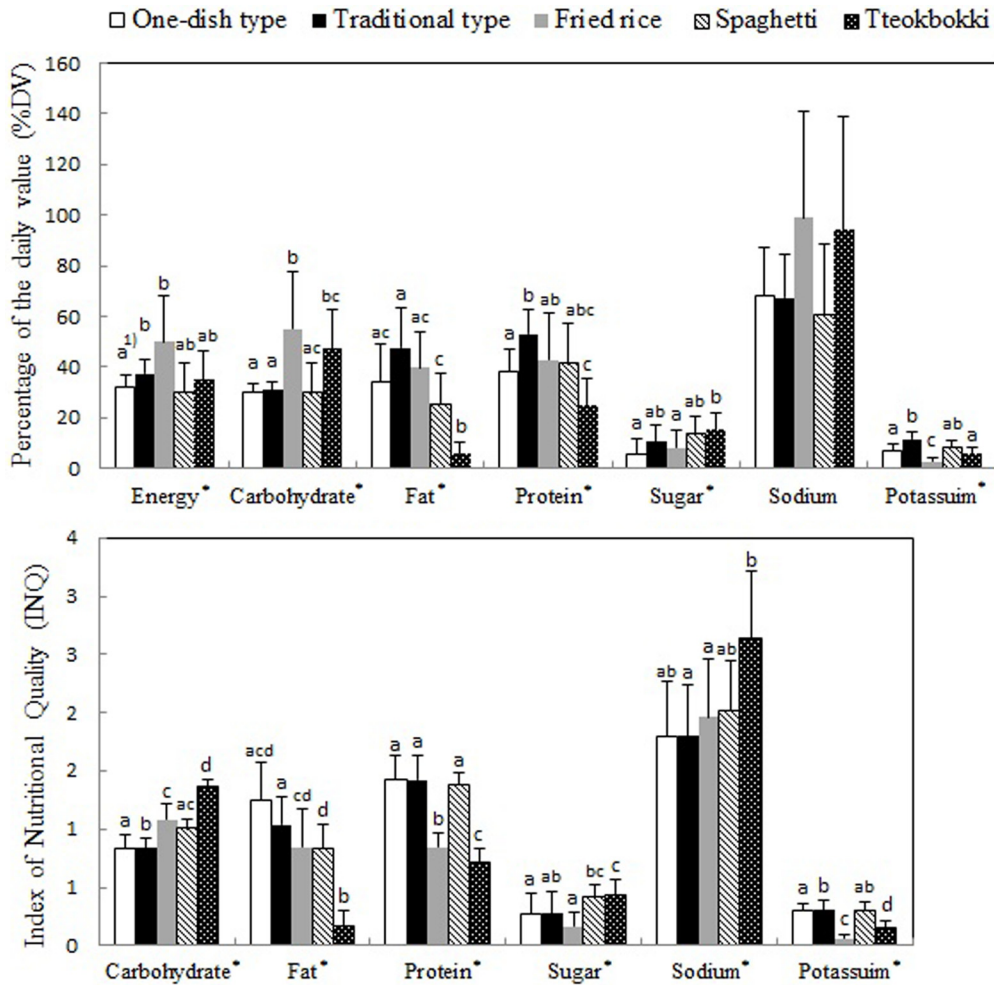 One-dish type Traditional type Fried rice Spaghetti Tteokbokki
Percentage of the daily value (%DV)
160
140
120
100
80
60
40
20
0
a1) b b ab ab
a a b ac bc
ac a ac c b
a b ab abc c
a ab a ab b
a b c ab a
Energy* Carbohydrate* Fat* Protein* Sugar* Sodium Potassuim*
Index of Nutritional Quality (INQ)
4
3
3
2
2
1
1
0
a b c ac d
acd a cd d b
a a b a c
a ab a bc c
ab a a ab b
a b c ab d
Carbohydrate* Fat* Protein* Sugar* Sodium* Potassuim*